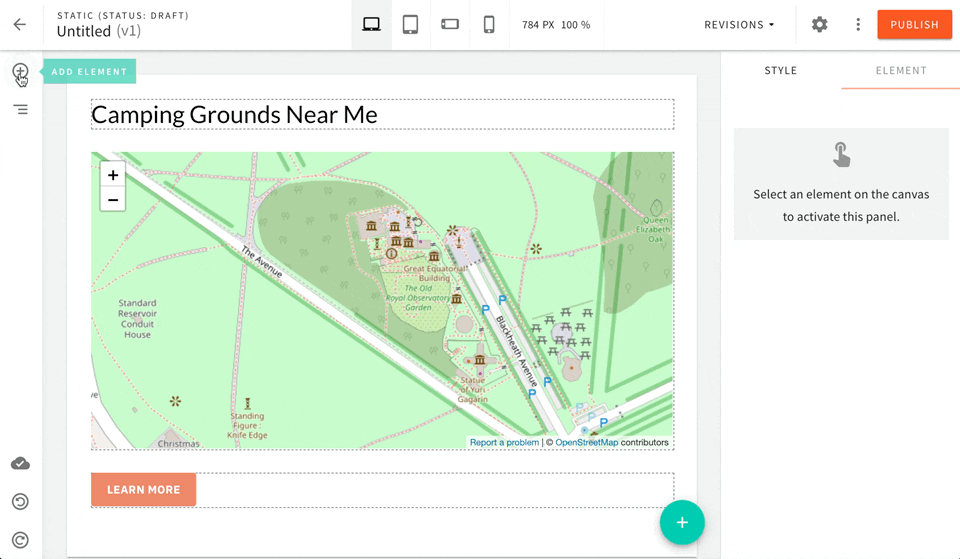 STATIC (STATUS: DRAFT)
Untitled (v1)
784 PX 100 %
REVISIONS
PUBLISH
ADD ELEMENT
STYLE
ELEMENT
Camping Grounds Near Me
+
−
The Avenue
Standard
Reservoir
Conduit
House
Great Equatorial
Building
The Old
Royal Observatory
Garden
Blackheath Avenue
Queen
Elizabeth
Oak
Statue
of Yuri
Gagarin
Standing
Figure :
Knife Edge
Christmas
P
P
P
P
P
P
Report a problem | © OpenStreetMap contributors
LEARN MORE
+
Select an element on the canvas
to activate this panel.